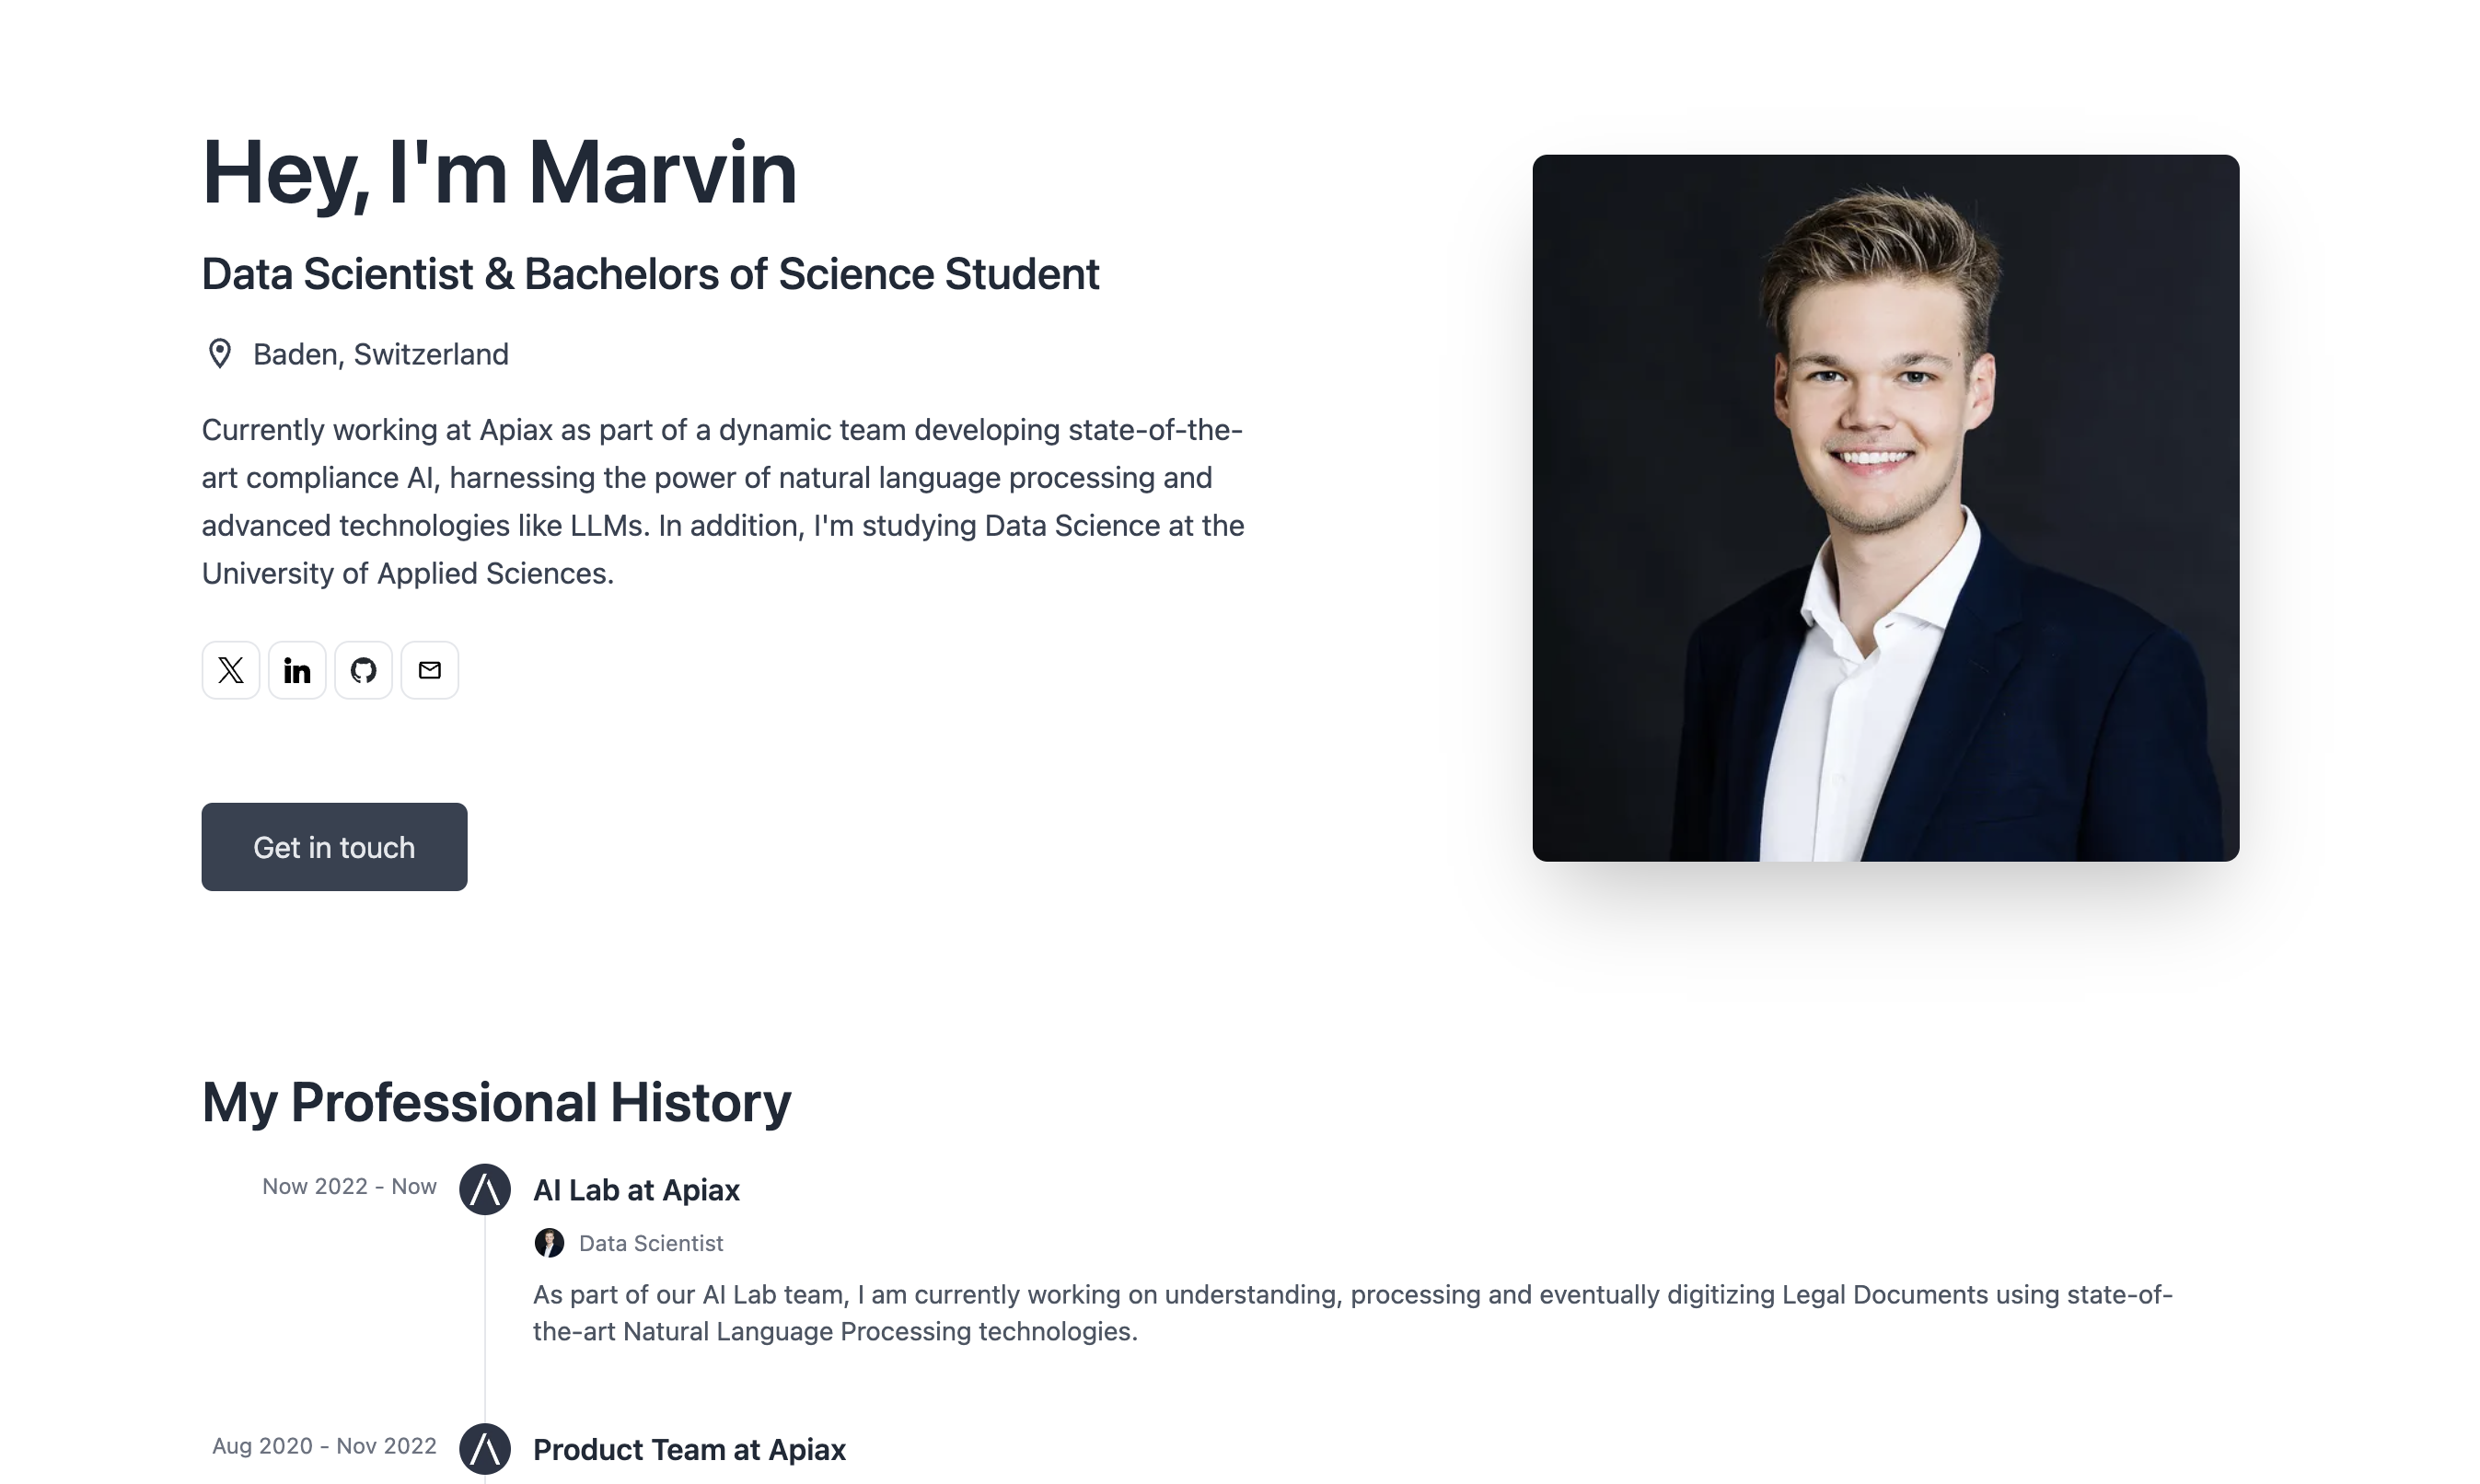 Hey, I'm Marvin
Data Scientist & Bachelors of Science Student
Baden, Switzerland
Currently working at Apiax as part of a dynamic team developing state-of-the-
art compliance AI, harnessing the power of natural language processing and
advanced technologies like LLMs. In addition, I'm studying Data Science at the
University of Applied Sciences.
Get in touch
My Professional History
Now 2022 - Now
AI Lab at Apiax
Data Scientist
As part of our AI Lab team, I am currently working on understanding, processing and eventually digitizing Legal Documents using state-of-
the-art Natural Language Processing technologies.
Aug 2020 - Nov 2022
Product Team at Apiax